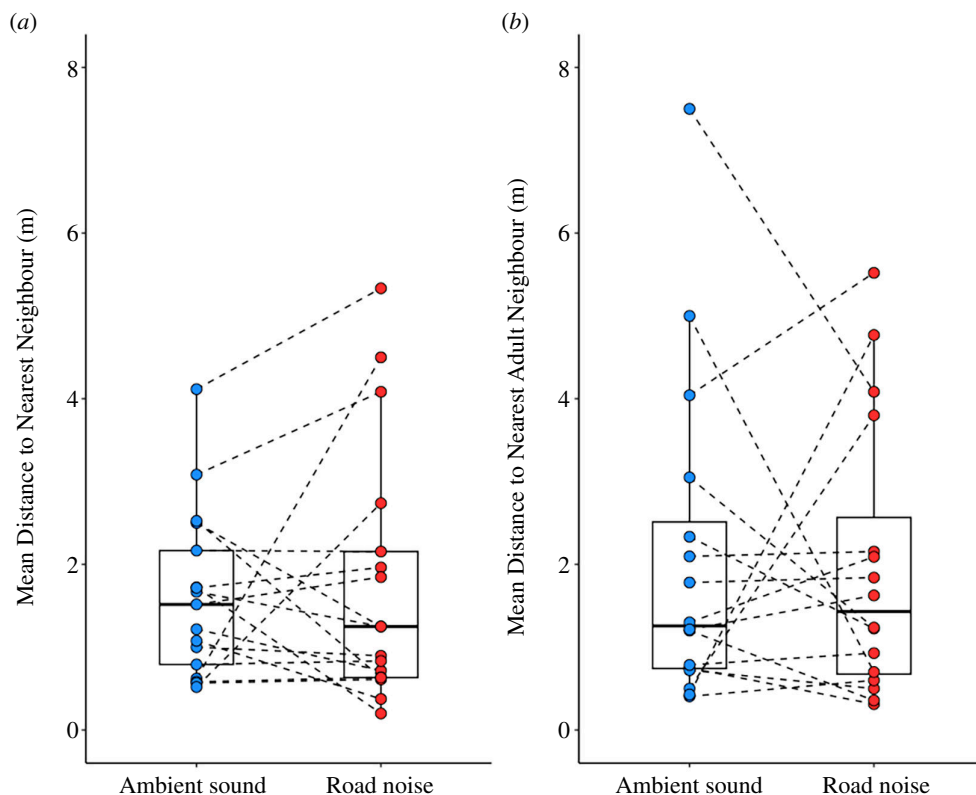 (a)
(b)
Mean Distance to Nearest Neighbour (m)
8
6
4
2
0
Ambient sound
Road noise
Mean Distance to Nearest Adult Neighbour (m)
8
6
4
2
0
Ambient sound
Road noise